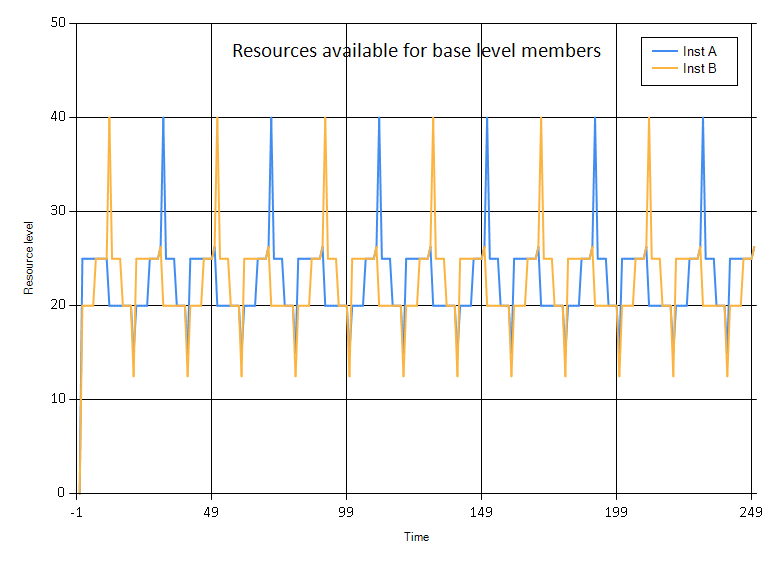 50
Resources available for base level members
Inst A
Inst B
40
30
Resource level
20
10
0
-1 49 99 149 199 249
Time